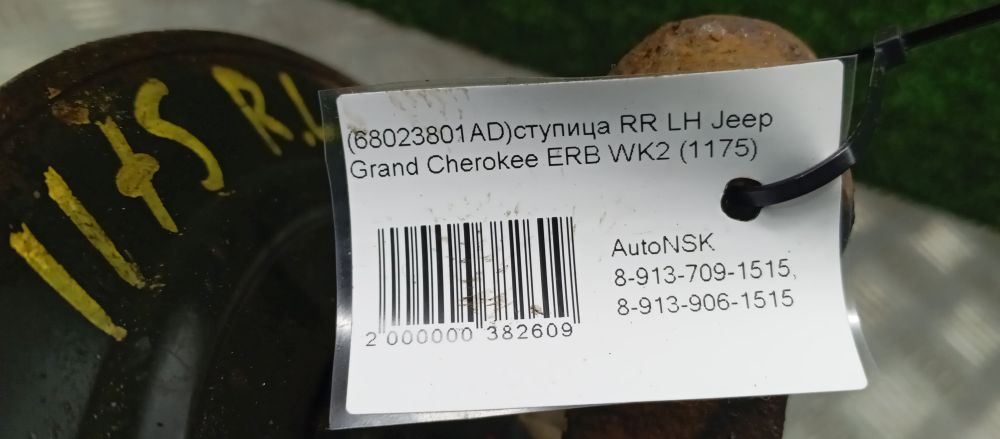 1175 R.L
(68023801AD)ступица RR LH Jeep
Grand Cherokee ERB WK2 (1175)
AutoNSK
8-913-709-1515,
8-913-906-1515
2 000000 382609